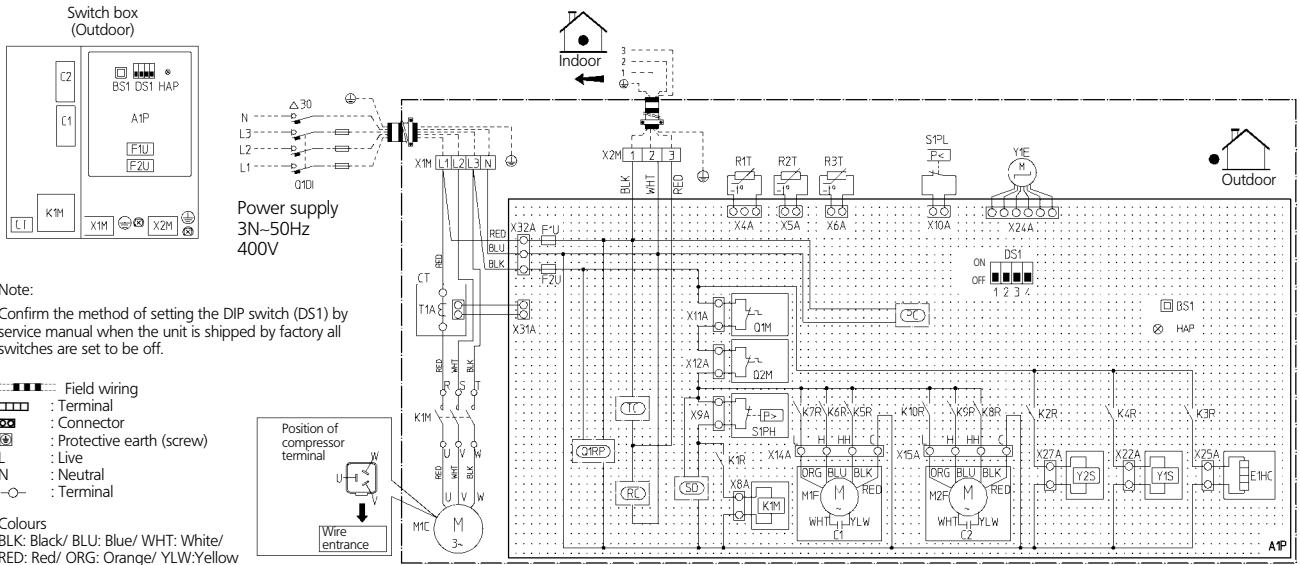 Switch box
(Outdoor)
C2
C1
BS1 DS1 HAP
A1P
F1U
F2U
K1M
CT
X1M
X2M
△30
N
L3
L2
L1
Q1DI
Power supply
3N~50Hz
400V
Note:
Confirm the method of setting the DIP switch (DS1) by
service manual when the unit is shipped by factory all
switches are set to be off.
Field wiring
: Terminal
: Connector
: Protective earth (screw)
L : Live
N : Neutral
: Terminal
Colours
BLK: Black/ BLU: Blue/ WHT: White/
RED: Red/ ORG: Orange/ YLW:Yellow
Position of
compressor
terminal
U
W
V
Wire
entrance
Indoor
3
2
1
Outdoor
X1M L1 L2 L3 N
X2M 1 2 3
BLK WHT RED
R1T R2T R3T
X4A X5A X6A
S1PL
P<
X10A
Y1E
M
X24A
X32A
RED
BLU
BLK
F1U
F2U
RED
CT
T1A
X31A
RED WHT BLK
R S T
K1M
U V W
RED WHT BLK
U V W
M1C
M
3~
DS1
ON
OFF
1 2 3 4
BS1
HAP
PC
X11A
Q1M
X12A
Q2M
X9A
P>
S1PH
TC
Q1RP
RC
SD
K1R
X8A
K1M
K7R K6R K5R
L H HH C
X14A
ORG BLU BLK
RED
M1F
M
~
WHT YLW
C1
K10R K9R K8R
L H HH C
X15A
ORG BLU BLK
RED
M2F
M
~
WHT YLW
C2
K2R
X27A
Y2S
K4R
X22A
Y1S
K3R
X25A
E1HC
A1P